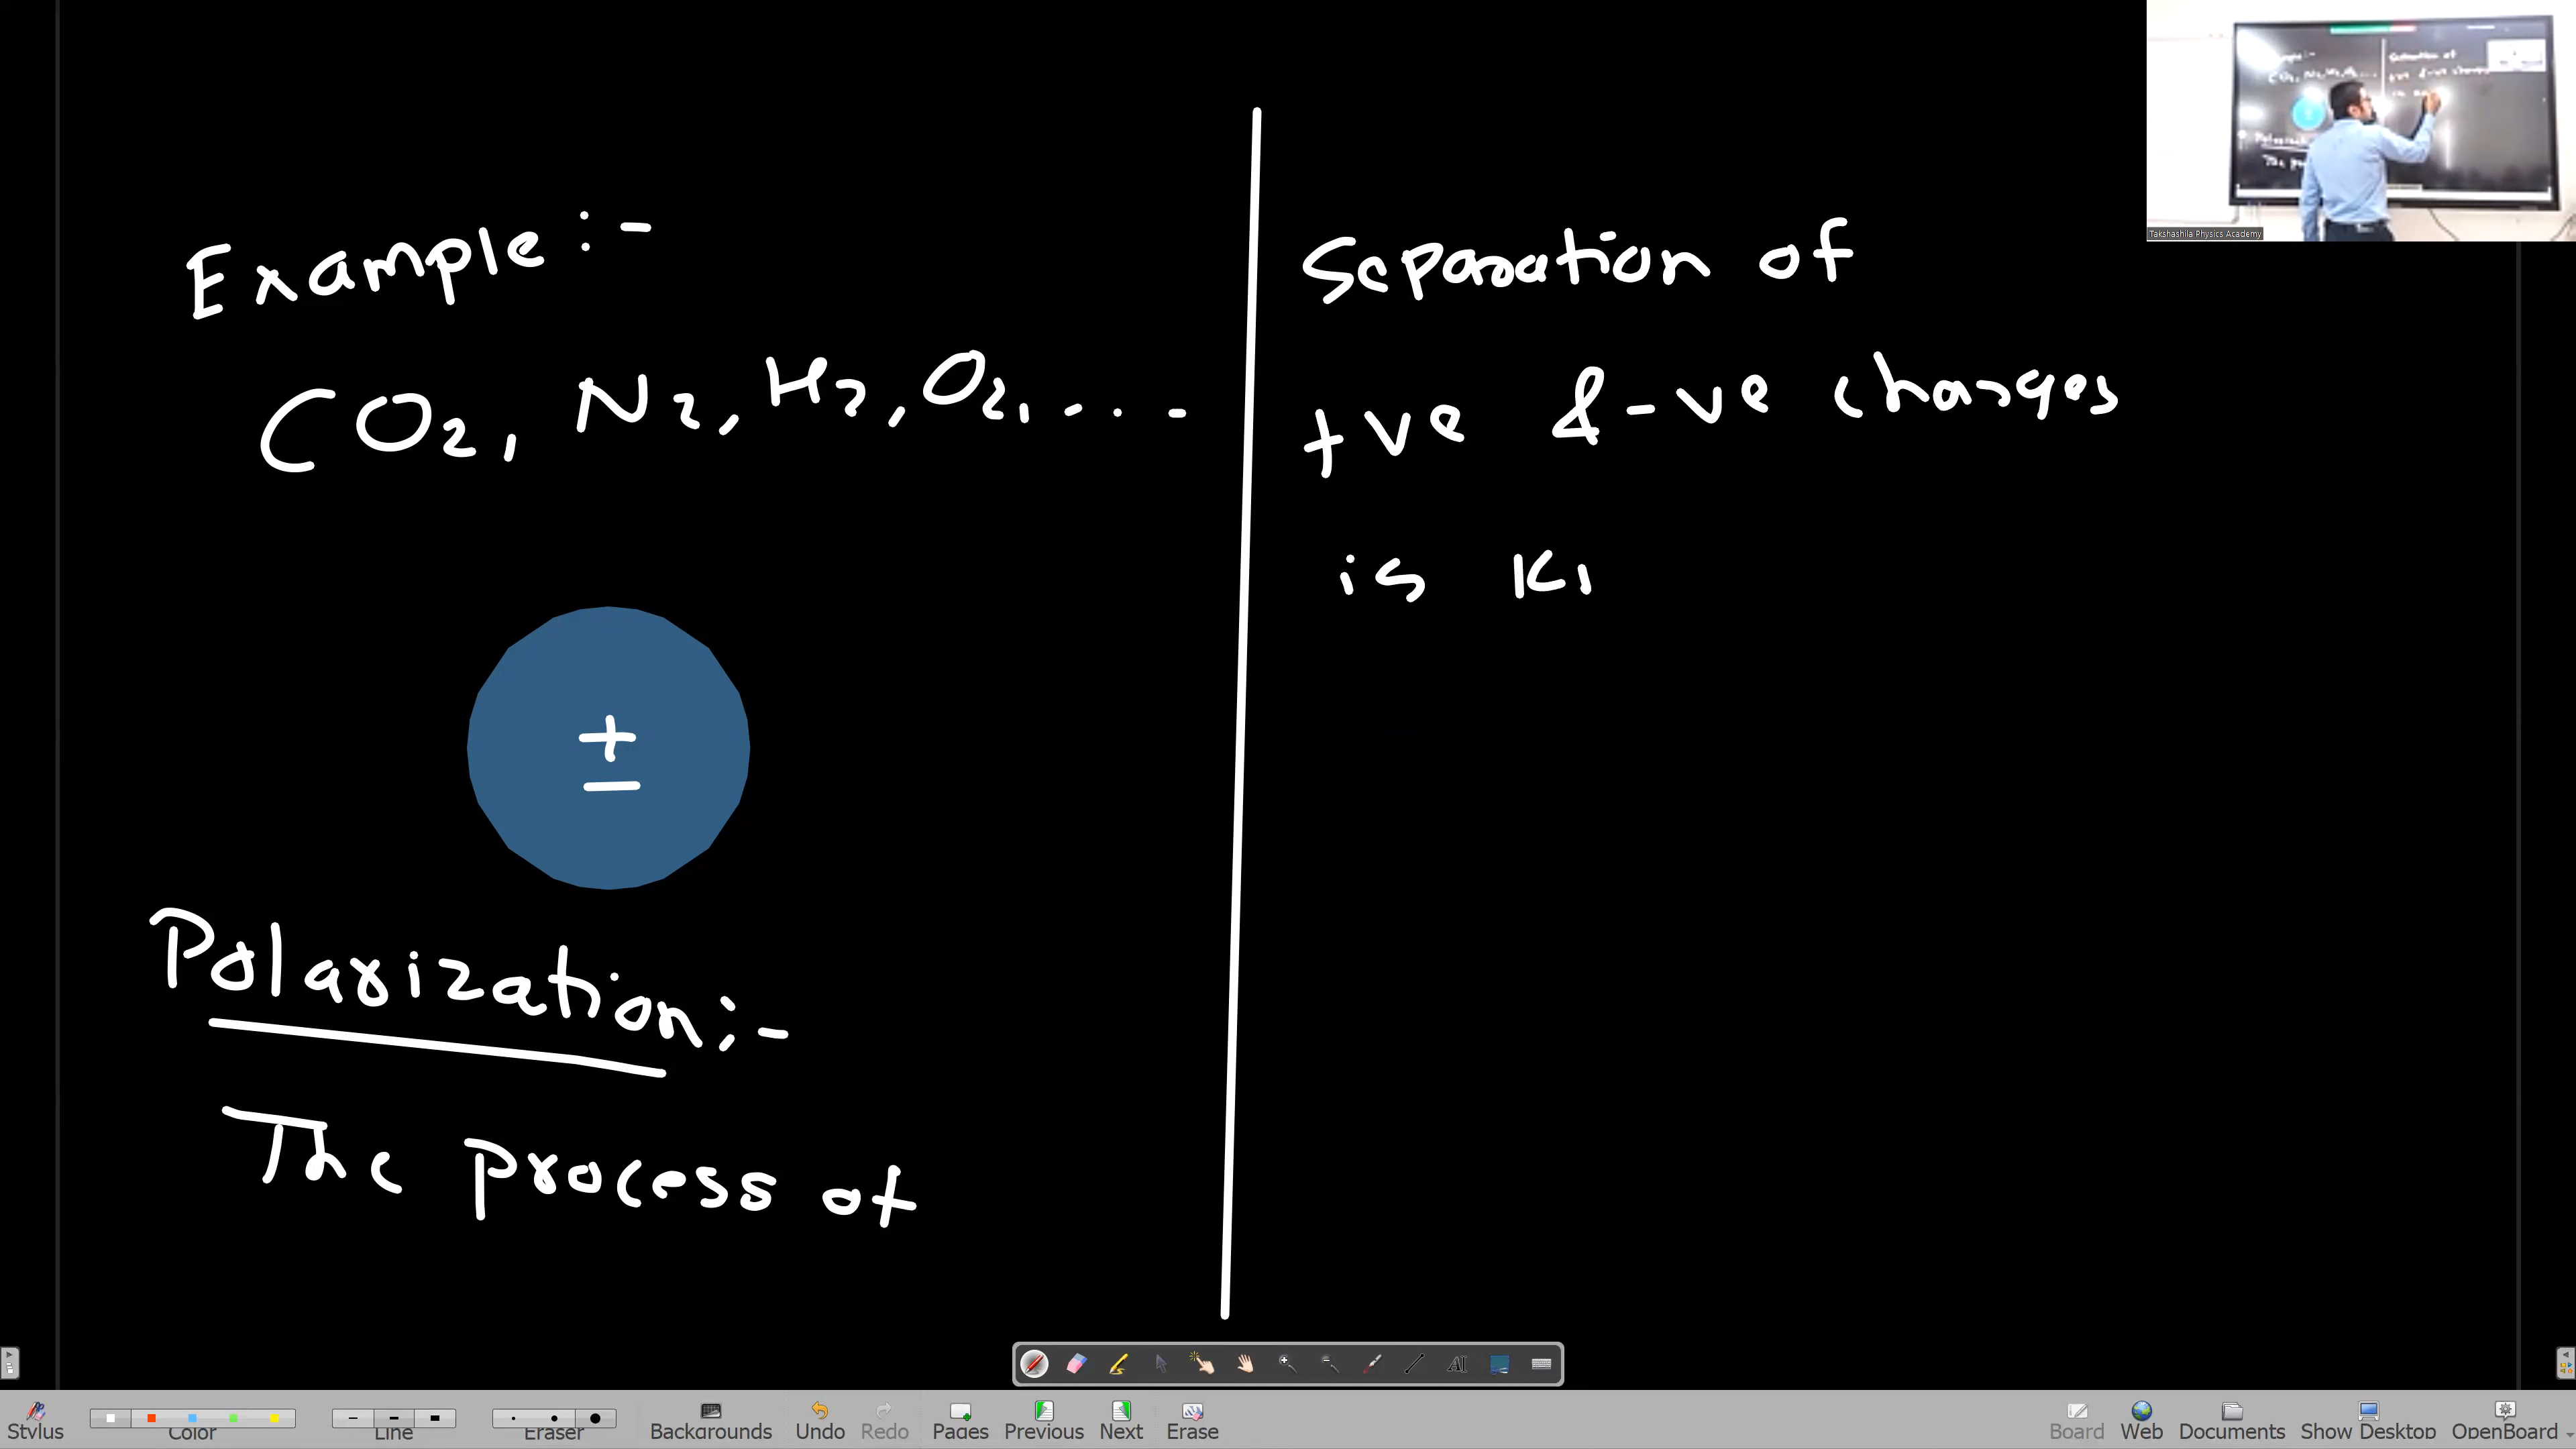 Example :-
CO2, N2, H2, O2, ...
+
−
Polarization :-
The process of
Separation of
+ve & -ve charges
is K
Takshashila Physics Academy
Stylus
Color
Line
Eraser
Backgrounds
Undo
Redo
Pages
Previous
Next
Erase
Board
Web
Documents
Show Desktop
OpenBoard